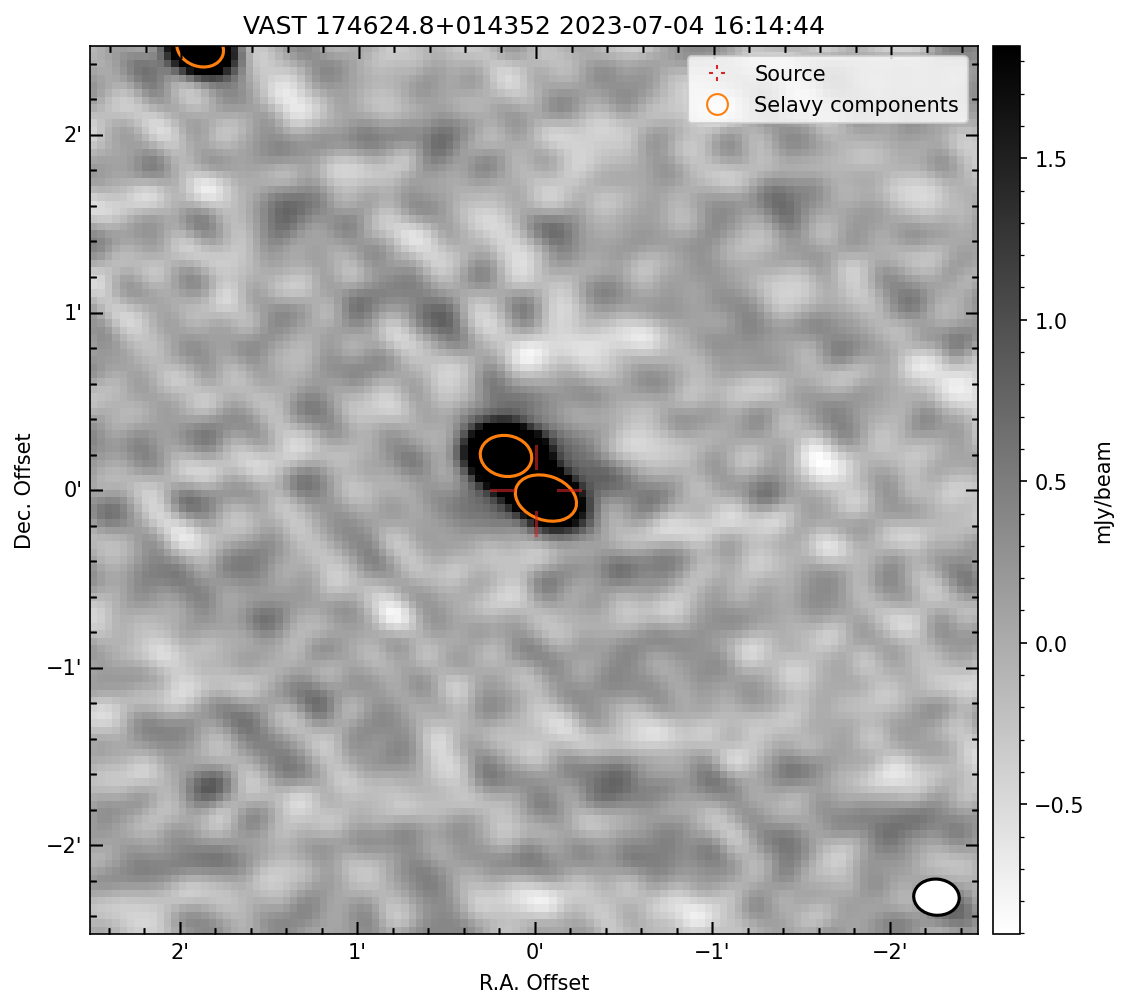 VAST 174624.8+014352 2023-07-04 16:14:44
Source
Selavy components
2'
1'
0'
−1'
−2'
Dec. Offset
2'
1'
0'
−1'
−2'
R.A. Offset
1.5
1.0
0.5
0.0
−0.5
mJy/beam